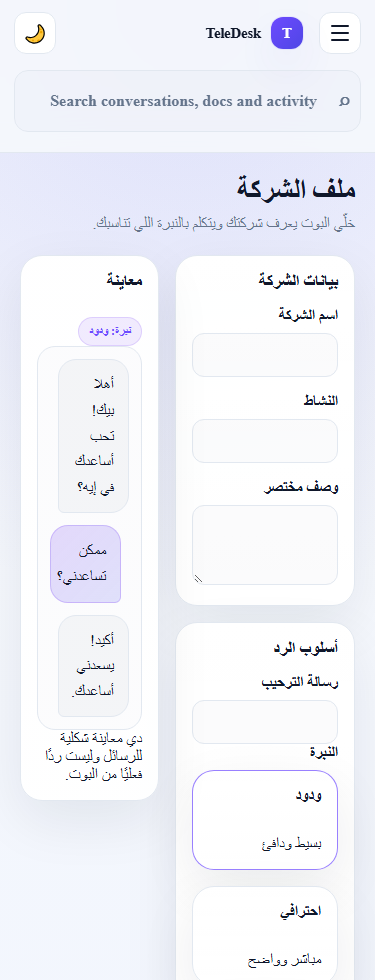 TeleDesk
T
Search conversations, docs and activity
ملف الشركة
خلّي البوت يعرف شركتك ويتكلم بالنبرة اللي تناسبك.
بيانات الشركة
اسم الشركة
النشاط
وصف مختصر
أسلوب الرد
رسالة الترحيب
النبرة
ودود
بسيط ودافئ
احترافي
مباشر وواضح
معاينة
نبرة: ودود
أهلا
بيك!
تحب
أساعدك
في إيه؟
ممكن
تساعدني؟
أكيد!
يسعدني
أساعدك.
دي معاينة شكلية
للرسائل وليست ردًا
فعليًا من البوت.